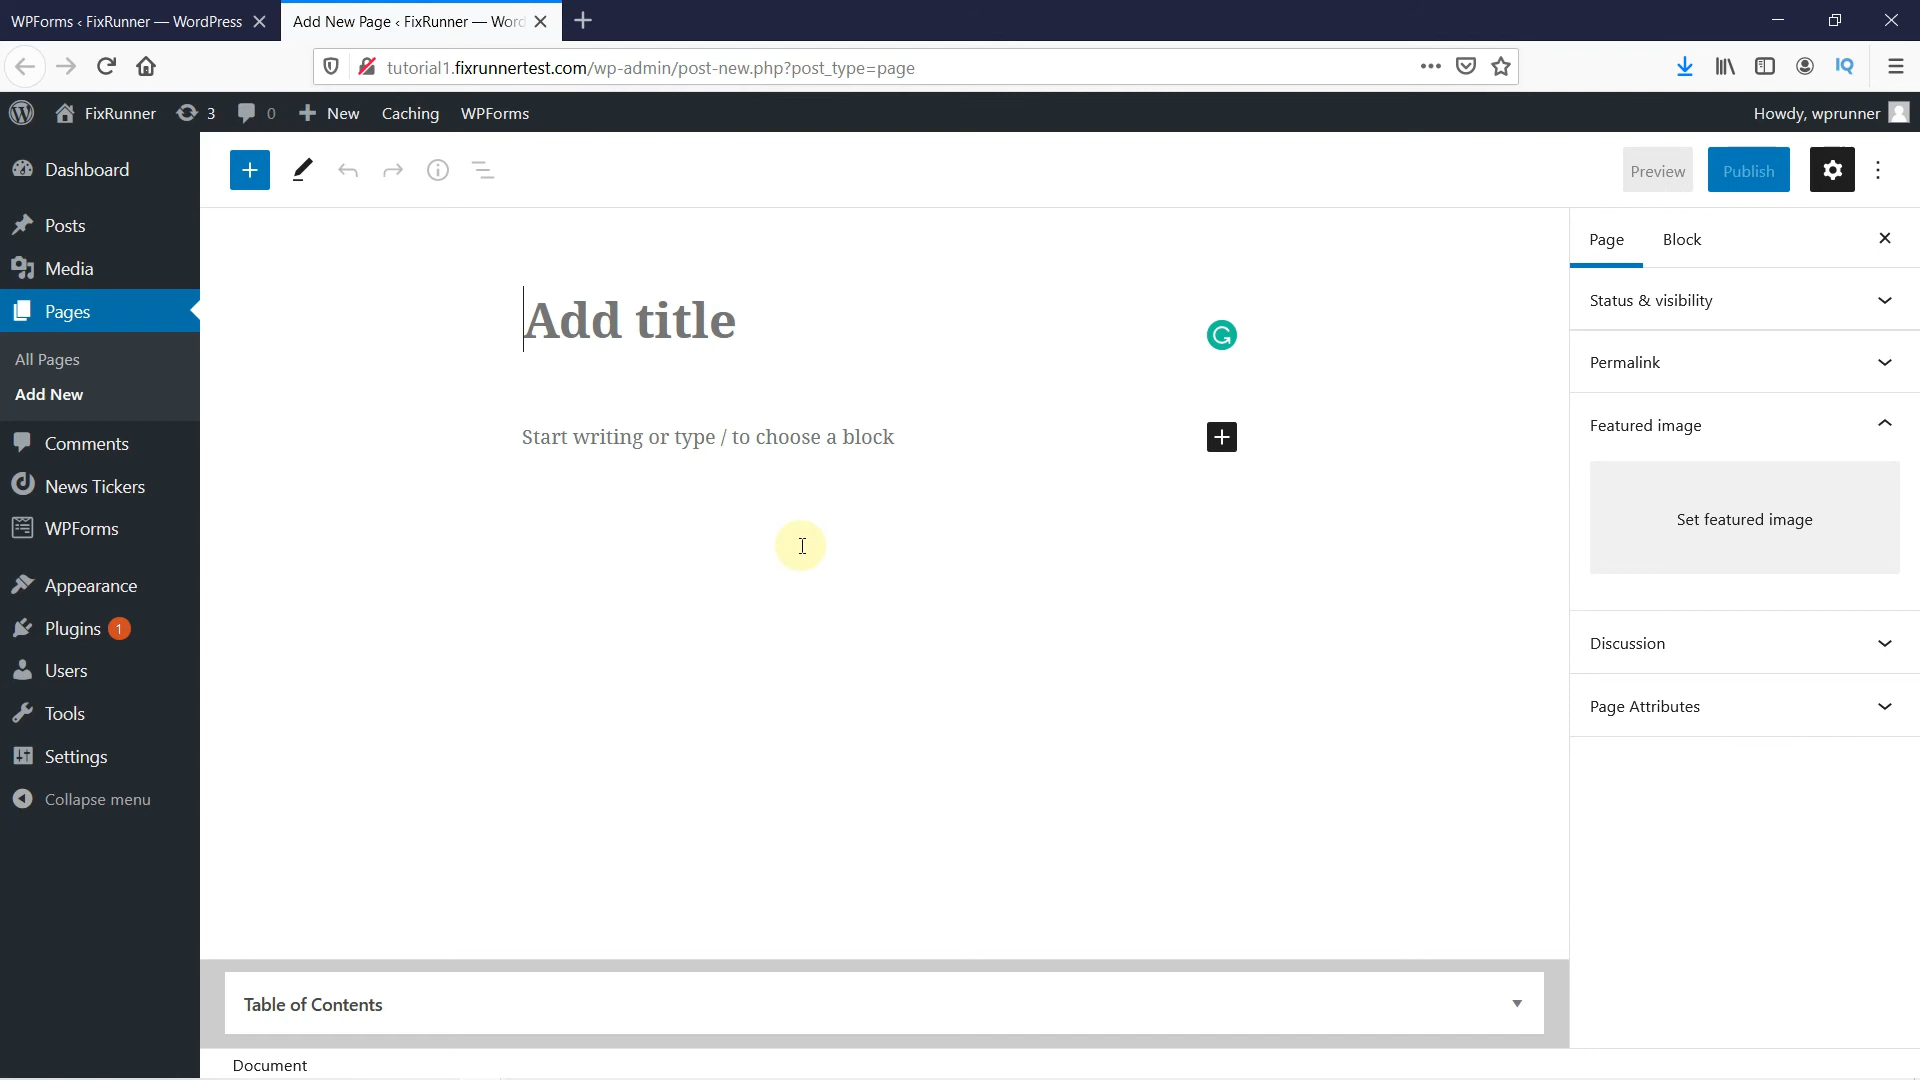 WPForms ‹ FixRunner — WordPress
Add New Page ‹ FixRunner — Word
tutorial1.fixrunnertest.com/wp-admin/post-new.php?post_type=page
IQ
FixRunner 3 0 New Caching WPForms
Howdy, wprunner
Dashboard
Posts
Media
Pages
All Pages
Add New
Comments
News Tickers
WPForms
Appearance
Plugins 1
Users
Tools
Settings
Collapse menu
Preview
Publish
Add title
Start writing or type / to choose a block
Page
Block
Status & visibility
Permalink
Featured image
Set featured image
Discussion
Page Attributes
Table of Contents
Document